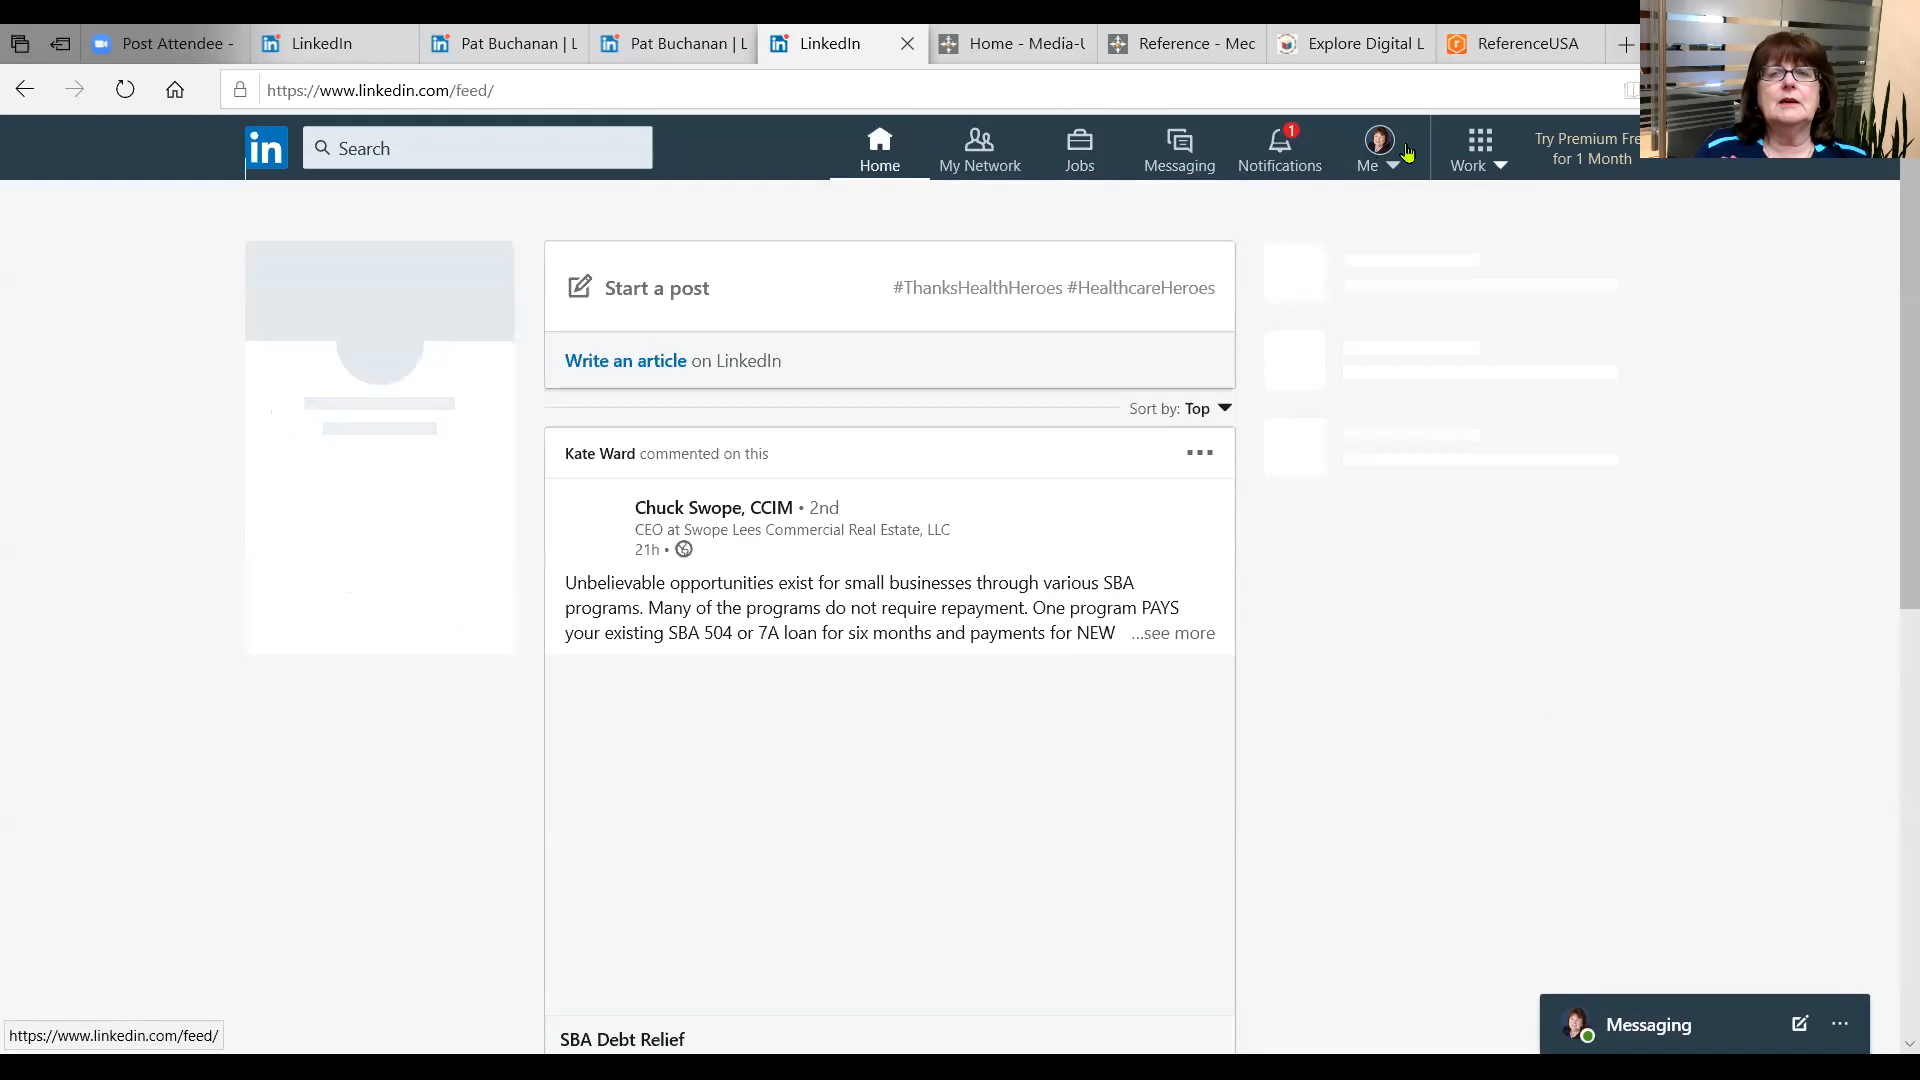 Post Attendee -
LinkedIn
Pat Buchanan | L
Pat Buchanan | L
LinkedIn
Home - Media-U
Reference - Mec
Explore Digital L
ReferenceUSA
https://www.linkedin.com/feed/
in
Search
Home
My Network
Jobs
Messaging
1
Notifications
Me
Work
Try Premium Fre
for 1 Month
Start a post
#ThanksHealthHeroes #HealthcareHeroes
Write an article on LinkedIn
Sort by: Top
Kate Ward commented on this
Chuck Swope, CCIM • 2nd
CEO at Swope Lees Commercial Real Estate, LLC
21h •
Unbelievable opportunities exist for small businesses through various SBA
programs. Many of the programs do not require repayment. One program PAYS
your existing SBA 504 or 7A loan for six months and payments for NEW ...see more
SBA Debt Relief
Messaging
https://www.linkedin.com/feed/